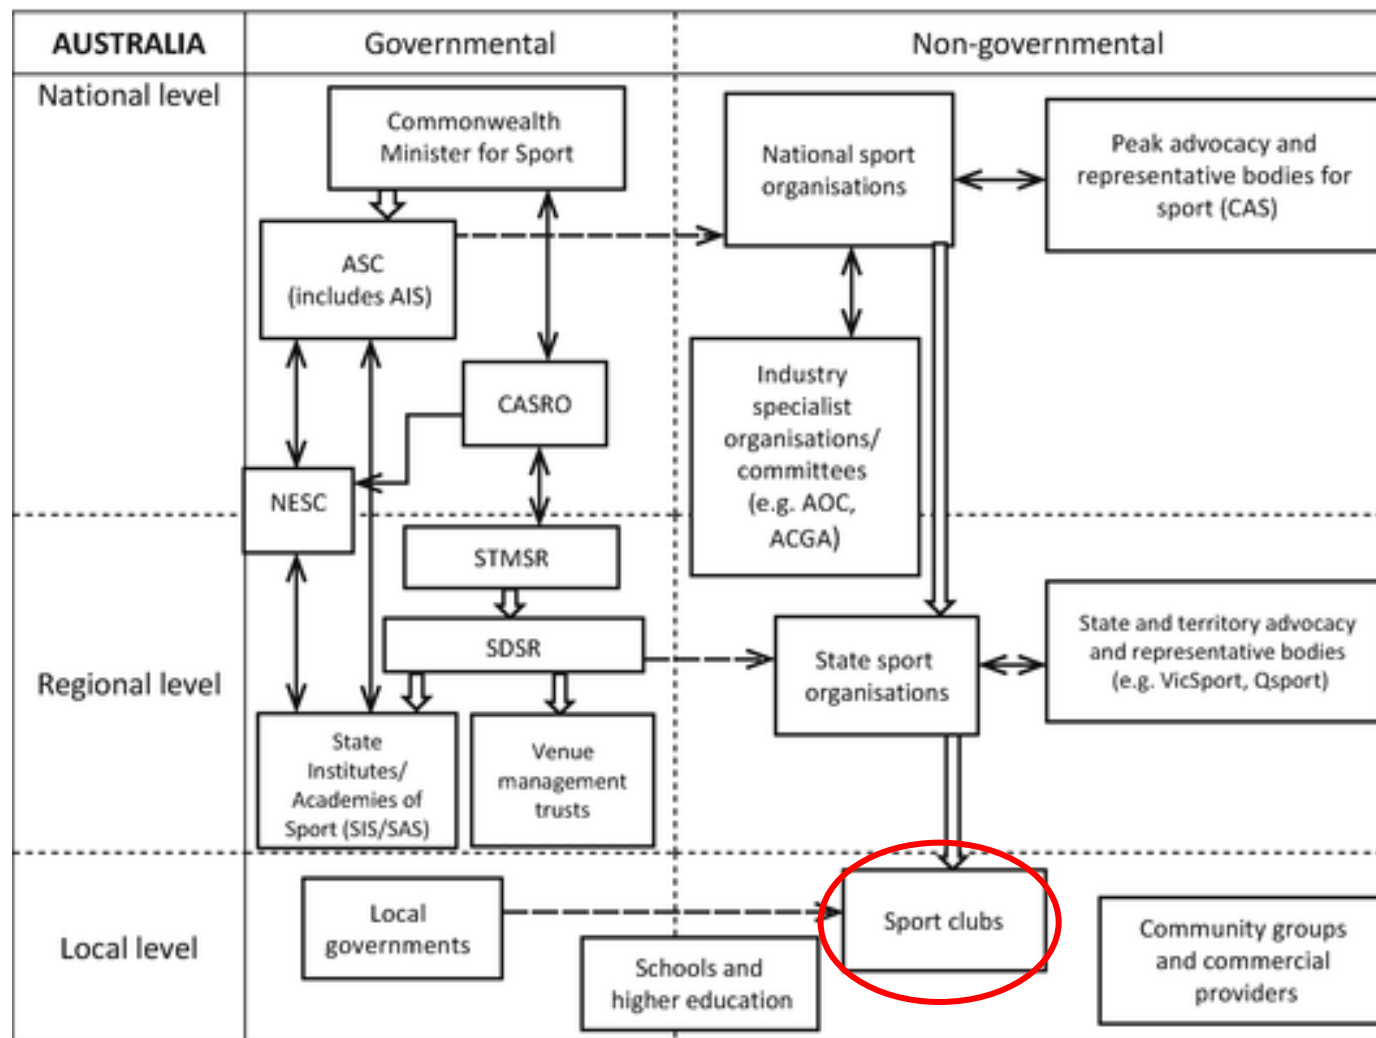 AUSTRALIA
Governmental
Non-governmental
National level
Commonwealth
Minister for Sport
National sport
organisations
Peak advocacy and
representative bodies for
sport (CAS)
ASC
(includes AIS)
CASRO
Industry
specialist
organisations/
committees
(e.g. AOC,
ACGA)
NESC
STMSR
SDSR
Regional level
State sport
organisations
State and territory advocacy
and representative bodies
(e.g. VicSport, Qsport)
State
Institutes/
Academies of
Sport (SIS/SAS)
Venue
management
trusts
Local level
Local
governments
Schools and
higher education
Sport clubs
Community groups
and commercial
providers